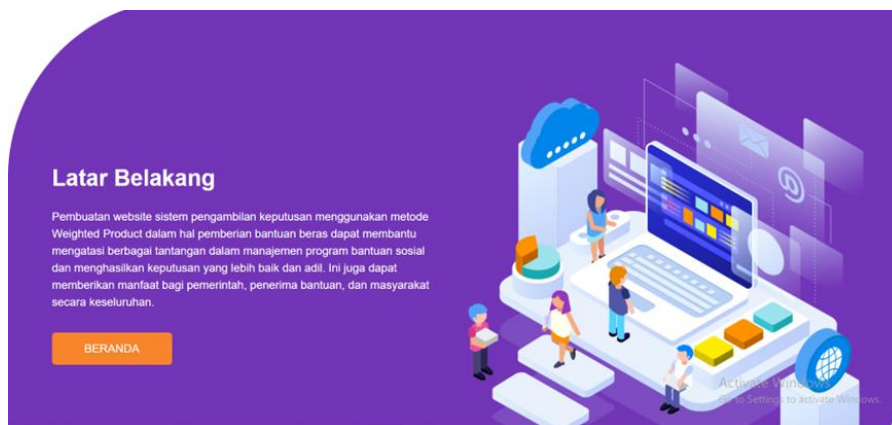 Latar Belakang
Pembuatan website sistem pengambilan keputusan menggunakan metode
Weighted Product dalam hal pemberian bantuan beras dapat membantu
mengatasi berbagai tantangan dalam manajemen program bantuan sosial
dan menghasilkan keputusan yang lebih baik dan adil. Ini juga dapat
memberikan manfaat bagi pemerintah, penerima bantuan, dan masyarakat
secara keseluruhan.
BERANDA
Activate Windows
Go to Settings to activate Windows.